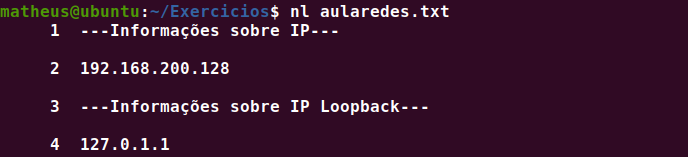 matheus@ubuntu:~/Exercicios$ nl aularedes.txt
1 ---Informações sobre IP---
2 192.168.200.128
3 ---Informações sobre IP Loopback---
4 127.0.1.1